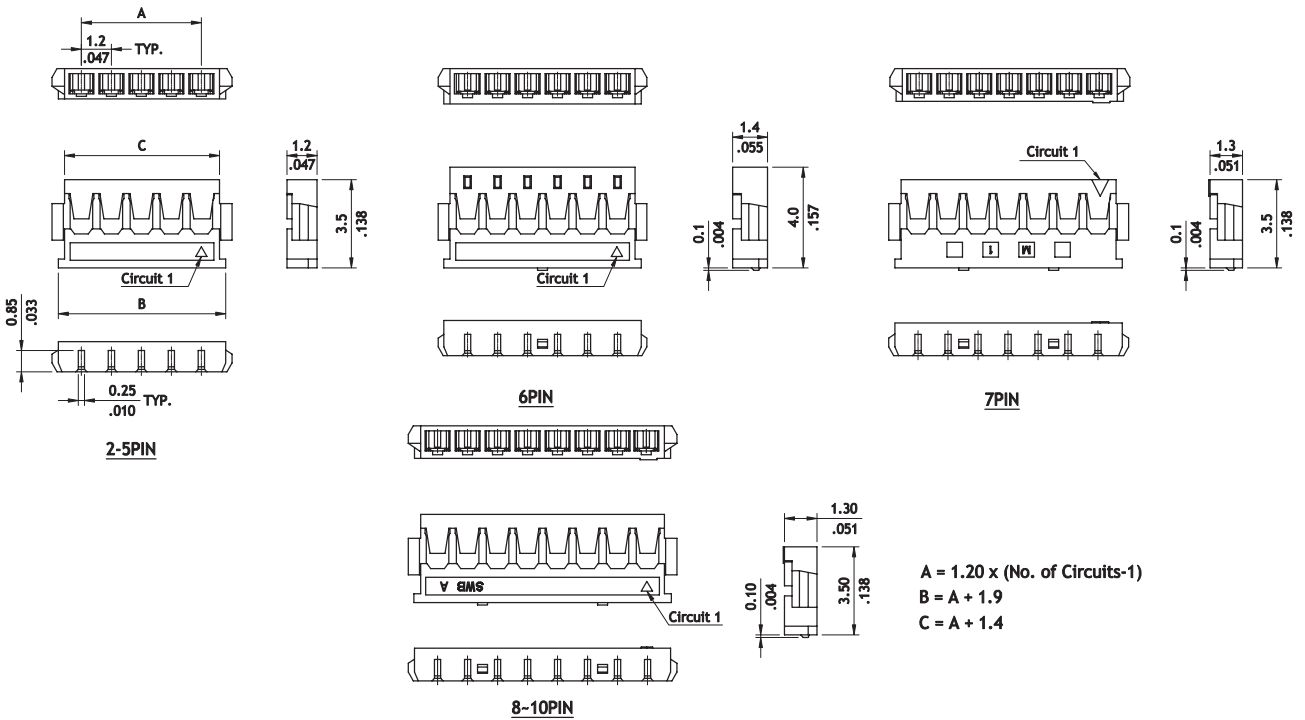 A
1.2
.047
TYP.
C
1.2
.047
3.5
.138
Circuit 1
B
0.85
.033
0.25
.010
TYP.
2-5PIN
1.4
.055
0.1
.004
4.0
.157
Circuit 1
6PIN
Circuit 1
1.3
.051
0.1
.004
3.5
.138
1
M
7PIN
SWB A
Circuit 1
1.30
.051
0.10
.004
3.50
.138
8~10PIN
A = 1.20 x (No. of Circuits-1)
B = A + 1.9
C = A + 1.4